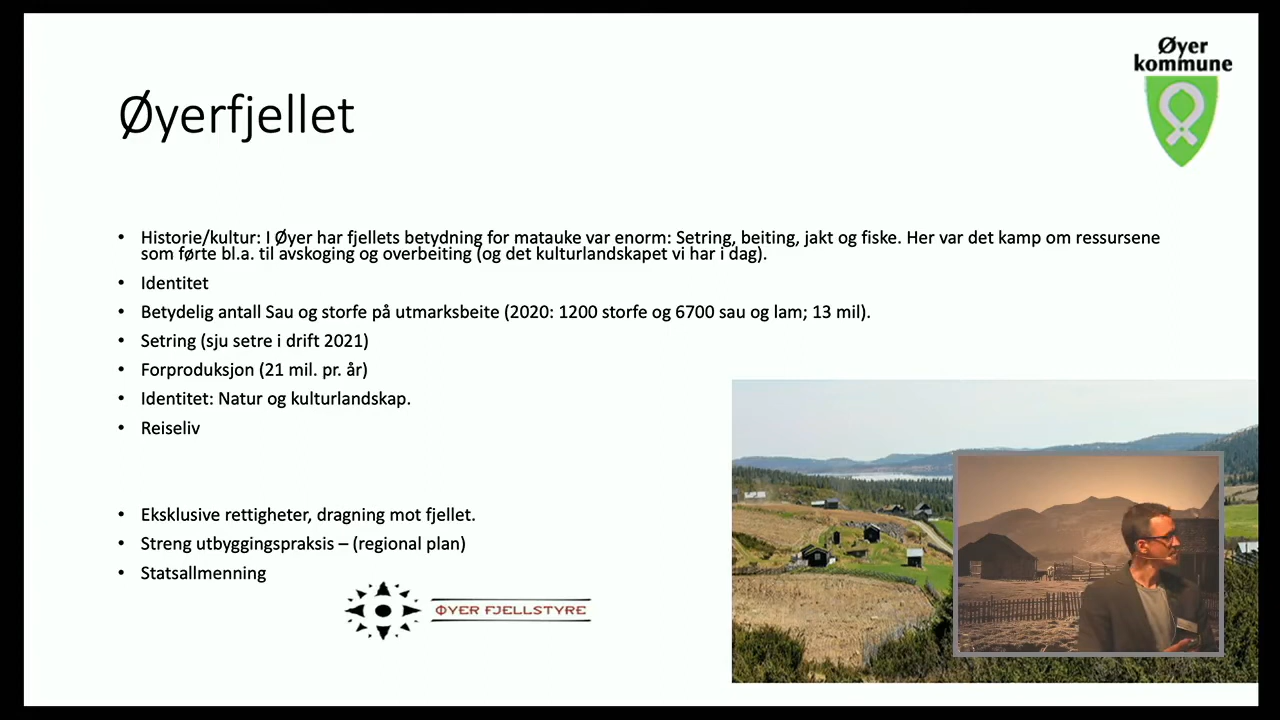 Øyer
kommune
Øyerfjellet
• Historie/kultur: I Øyer har fjellets betydning for matauke var enorm: Setring, beiting, jakt og fiske. Her var det kamp om ressursene
som førte bl.a. til avskoging og overbeiting (og det kulturlandskapet vi har i dag).
• Identitet
• Betydelig antall Sau og storfe på utmarksbeite (2020: 1200 storfe og 6700 sau og lam; 13 mil).
• Setring (sju setre i drift 2021)
• Forproduksjon (21 mil. pr. år)
• Identitet: Natur og kulturlandskap.
• Reiseliv
• Eksklusive rettigheter, dragning mot fjellet.
• Streng utbyggingspraksis – (regional plan)
• Statsallmenning
ØYER FJELLSTYRE